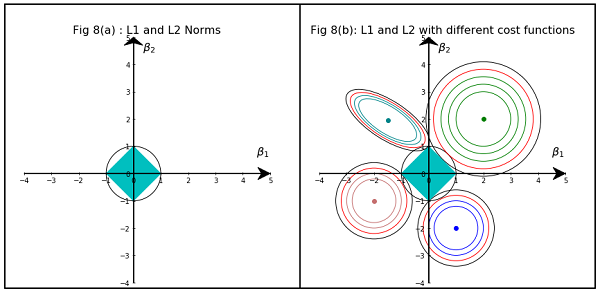 Fig 8(a) : L1 and L2 Norms
5
β₂
4
3
2
1
β₁
−4 −3 −2 −1 0 1 2 3 4 5
−1
−2
−3
−4
Fig 8(b): L1 and L2 with different cost functions
5
β₂
4
3
2
1
β₁
−4 −3 −2 −1 0 1 2 3 4 5
−1
−2
−3
−4